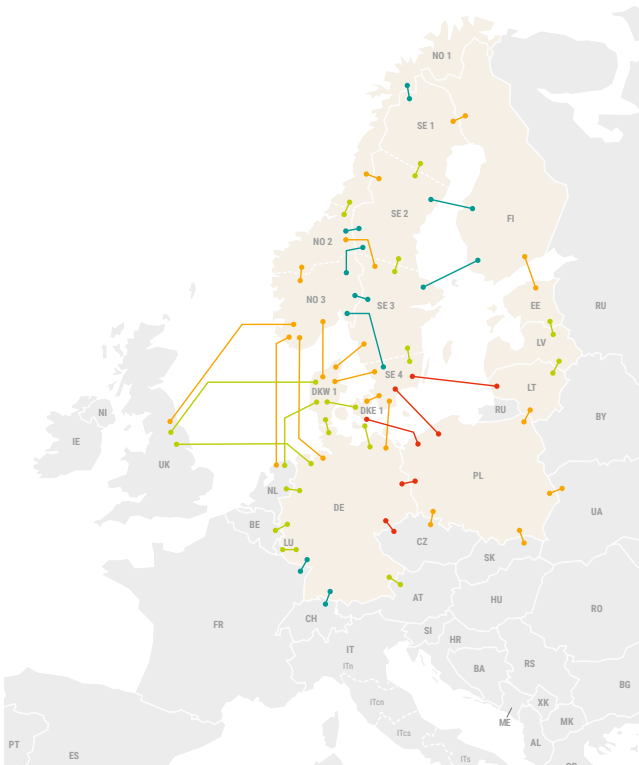 NO 1
SE 1
SE 2
FI
NO 2
NO 3
SE 3
EE
RU
LV
SE 4
LT
DKW 1
DKE 1
RU
NI
IE
UK
BY
PL
NL
DE
UA
BE
LU
CZ
SK
AT
HU
RO
FR
CH
SI
HR
IT
ITn
BA
RS
BG
ITcn
XK
ME
MK
ITcs
PT
AL
ES
ITs